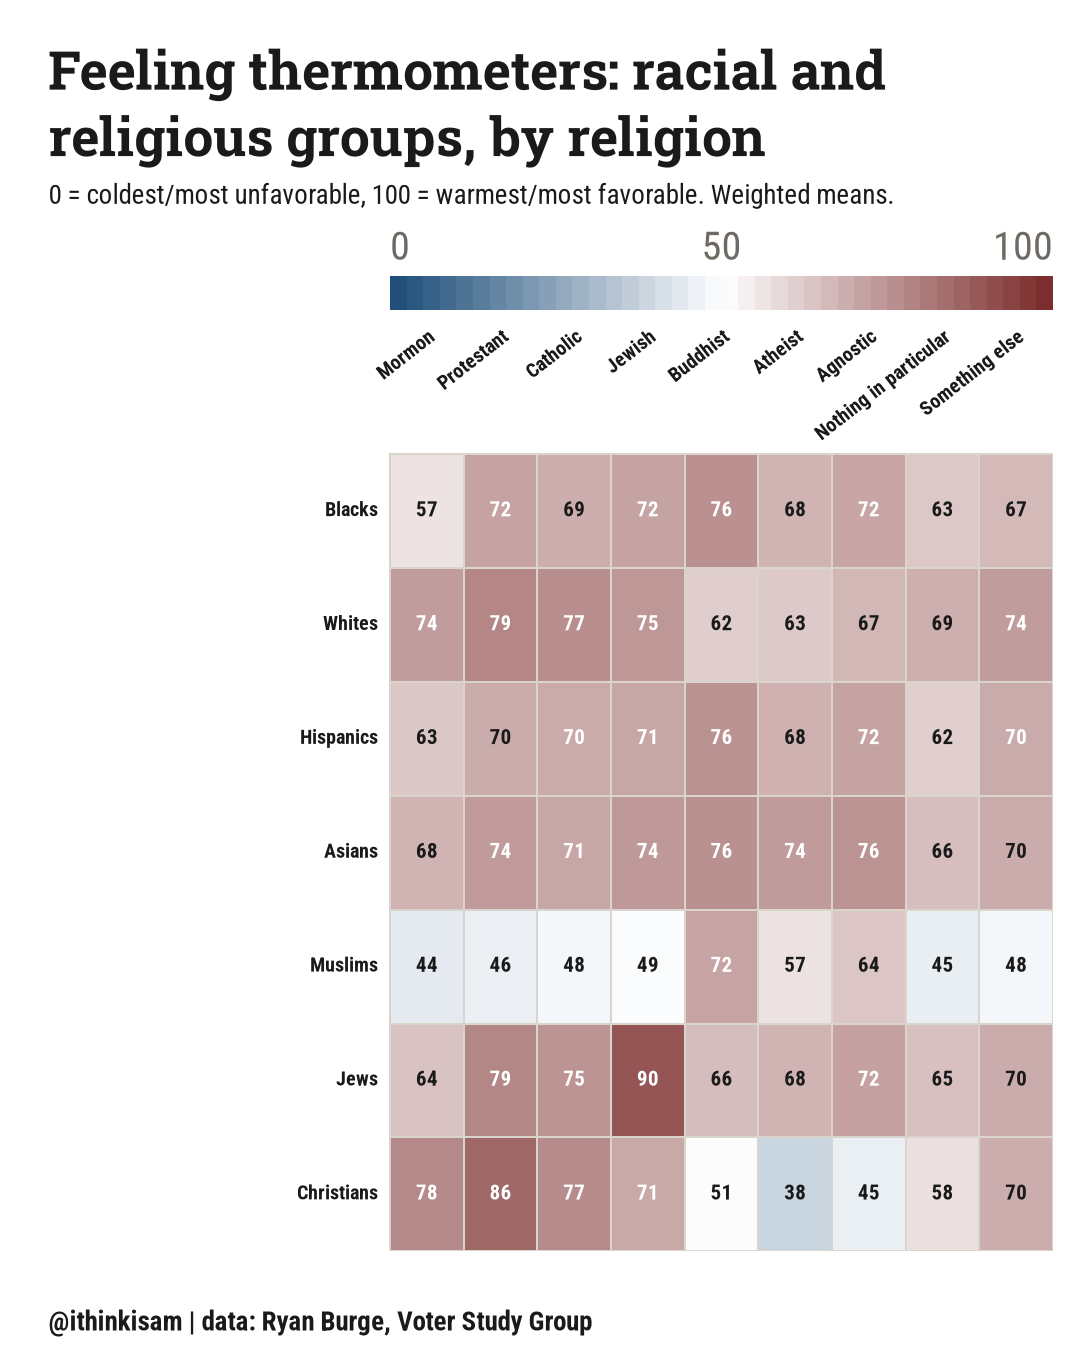 Feeling thermometers: racial and
religious groups, by religion
0 = coldest/most unfavorable, 100 = warmest/most favorable. Weighted means.
0 50 100
Mormon Protestant Catholic Jewish Buddhist Atheist Agnostic Nothing in particular Something else
Blacks 57 72 69 72 76 68 72 63 67
Whites 74 79 77 75 62 63 67 69 74
Hispanics 63 70 70 71 76 68 72 62 70
Asians 68 74 71 74 76 74 76 66 70
Muslims 44 46 48 49 72 57 64 45 48
Jews 64 79 75 90 66 68 72 65 70
Christians 78 86 77 71 51 38 45 58 70
@ithinkisam | data: Ryan Burge, Voter Study Group